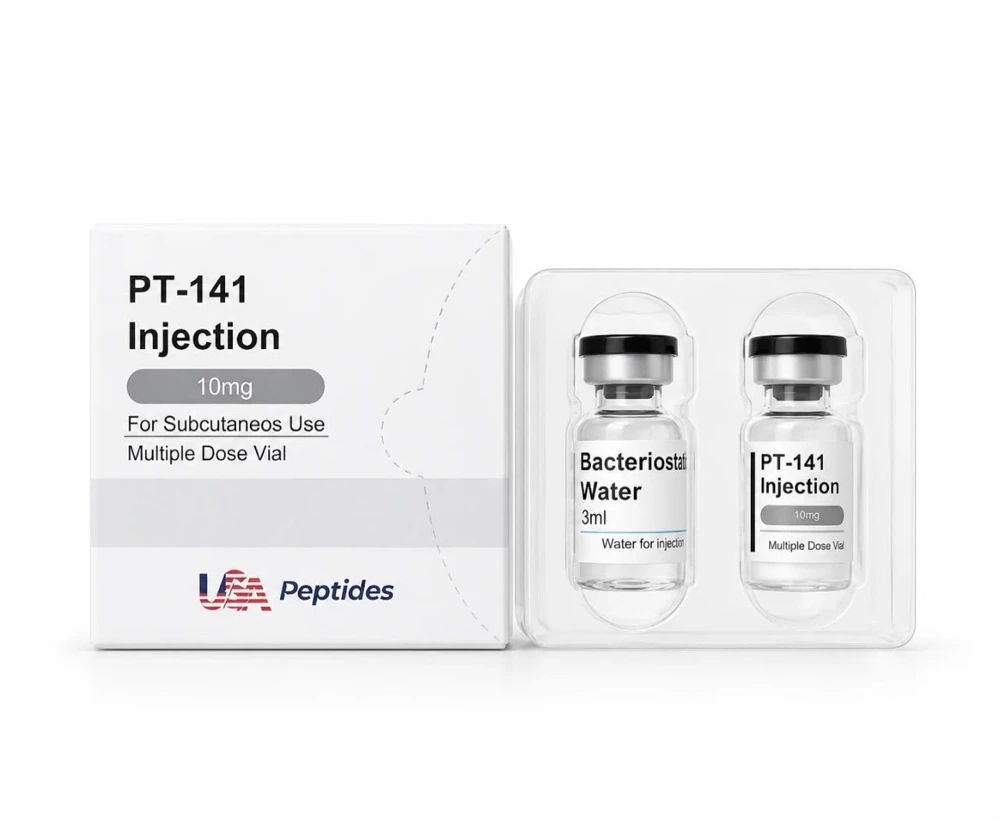 PT-141
Injection
10mg
For Subcutaneos Use
Multiple Dose Vial
USA Peptides
Bacteriostati
Water
3ml
Water for injection
PT-141
Injection
10mg
Multiple Dose Vial